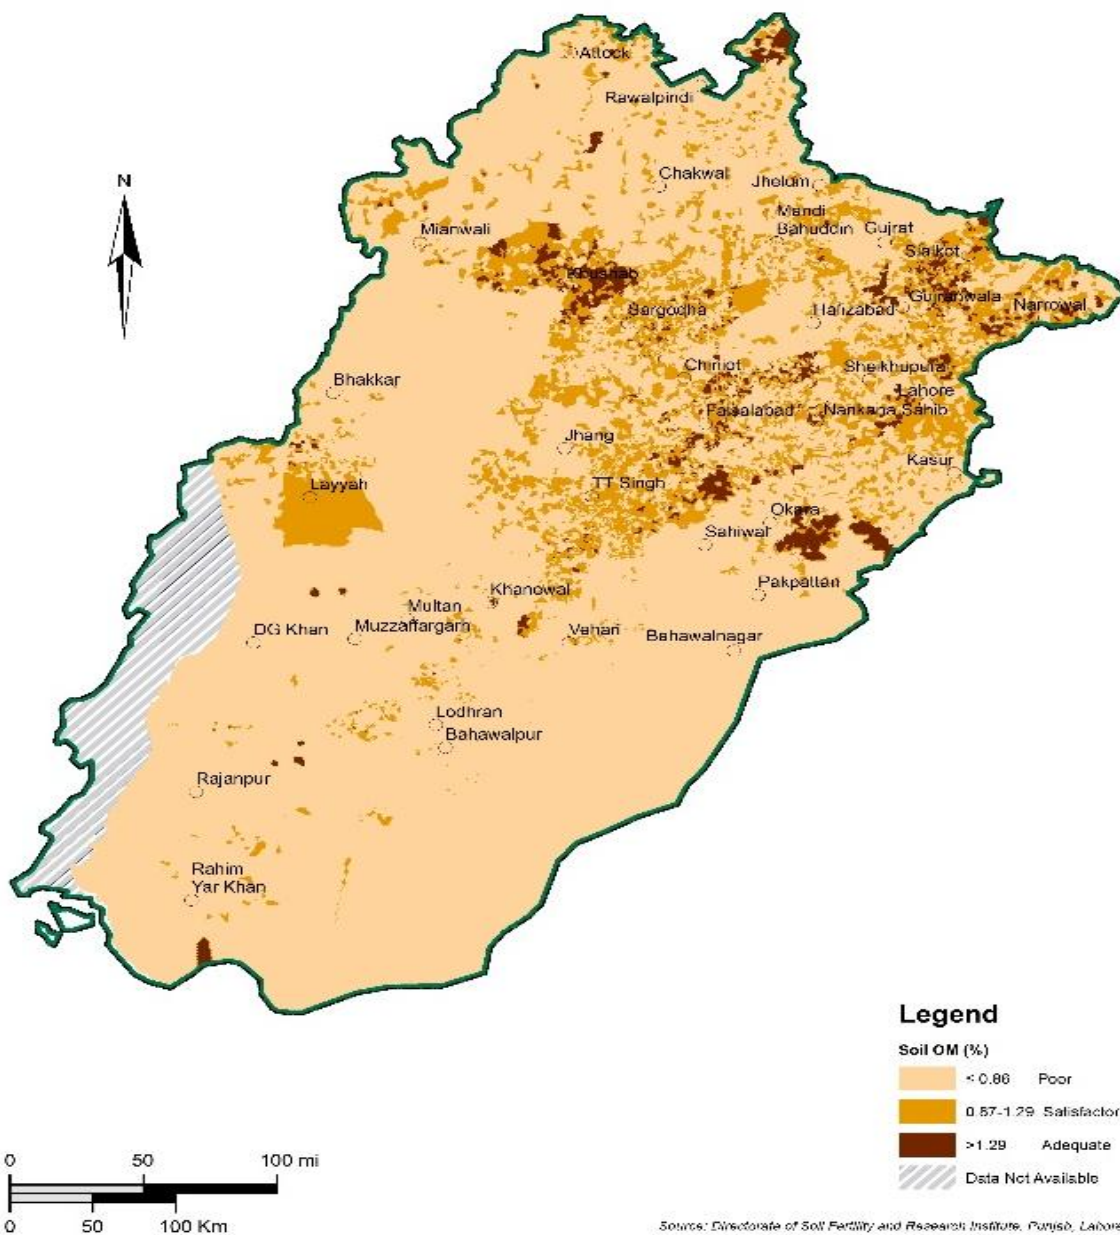 Attock
Rawalpindi
N
Chakwal
Jhelum
Mandi
Bahuddin
Gujrat
Mianwali
Sialkot
Khushab
Gujranwala
Narrowal
Sargodha
Hafizabad
Chiniot
Sheikhupura
Bhakkar
Lahore
Faisalabad
Nankana Sahib
Jhang
Kasur
Layyah
TT Singh
Okara
Sahiwal
Pakpattan
Khanewal
Multan
DG Khan
Muzzaffargarh
Vehari
Bahawalnagar
Lodhran
Bahawalpur
Rajanpur
Rahim
Yar Khan
Legend
Soil OM (%)
< 0.86 Poor
0.87-1.29 Satisfactor
>1.29 Adequate
Data Not Available
0 50 100 mi
0 50 100 Km
Source: Directorate of Soil Fertility and Research Institute, Punjab, Lahore